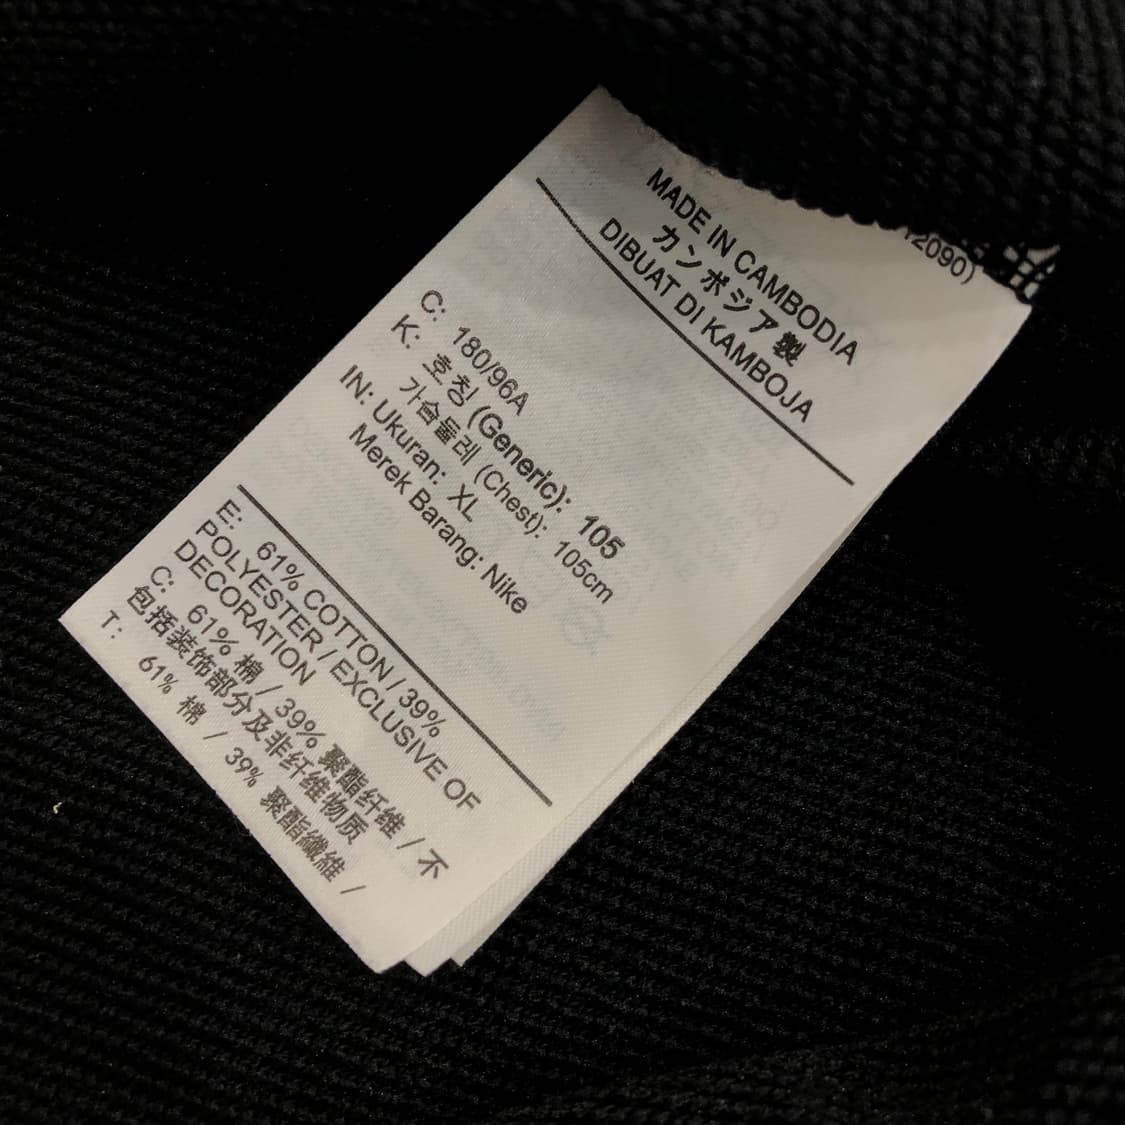 12090)
MADE IN CAMBODIA
カンボジア製
DIBUAT DI KAMBOJA
C: 180/96A
K: 호칭 (Generic): 105
가슴둘레 (Chest): 105cm
IN: Ukuran: XL
Merek Barang: Nike
E: 61% COTTON / 39%
POLYESTER / EXCLUSIVE OF
DECORATION
C: 61% 棉 / 39% 聚酯纤维 / 不
包括装饰部分及非纤维物质
T: 61% 棉 / 39% 聚酯纖維 /